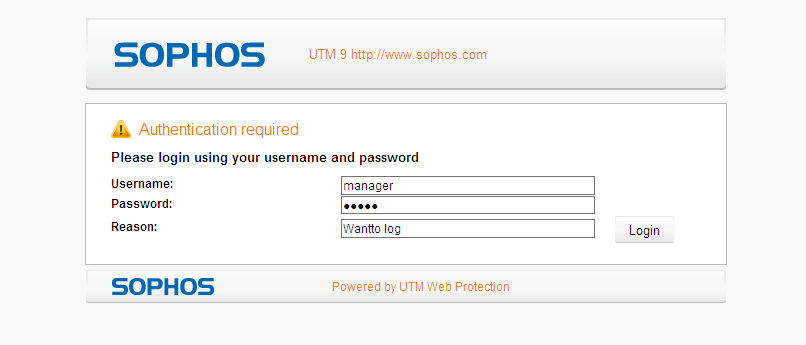 SOPHOS UTM 9 http://www.sophos.com
Authentication required
Please login using your username and password
Username: manager
Password: ●●●●●
Reason: Wantto log Login
SOPHOS Powered by UTM Web Protection